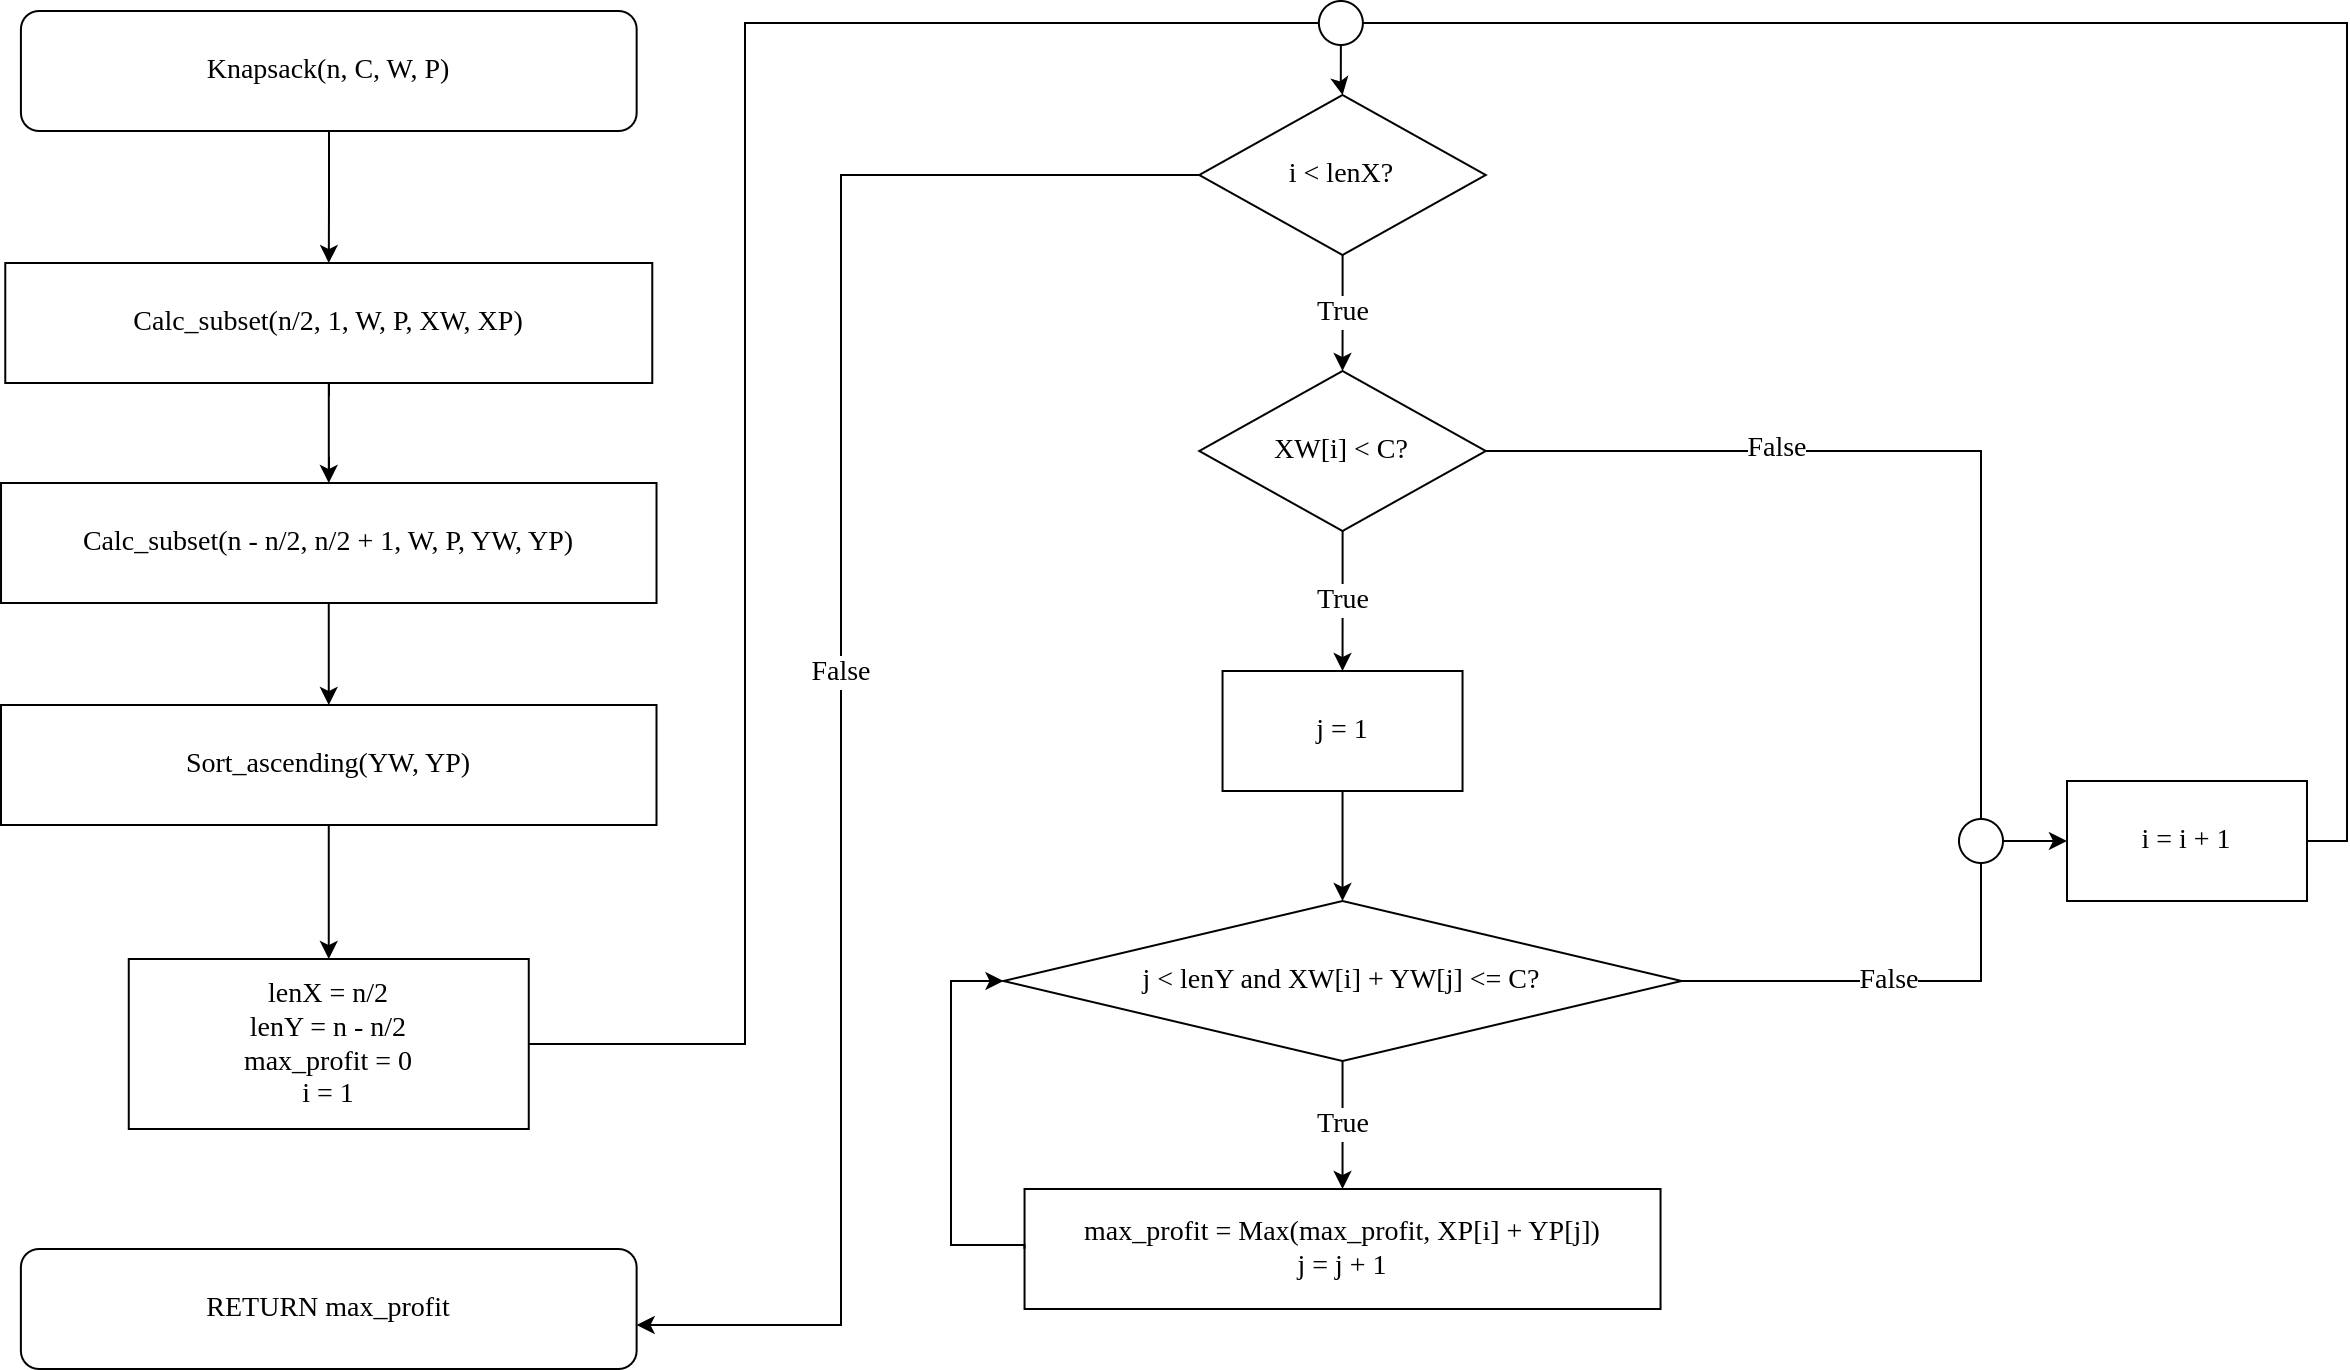 Knapsack(n, C, W, P)
Calc_subset(n/2, 1, W, P, XW, XP)
Calc_subset(n - n/2, n/2 + 1, W, P, YW, YP)
Sort_ascending(YW, YP)
lenX = n/2
lenY = n - n/2
max_profit = 0
i = 1
RETURN max_profit
False
i < lenX?
True
XW[i] < C?
False
True
j = 1
j < lenY and XW[i] + YW[j] <= C?
False
True
max_profit = Max(max_profit, XP[i] + YP[j])
j = j + 1
i = i + 1